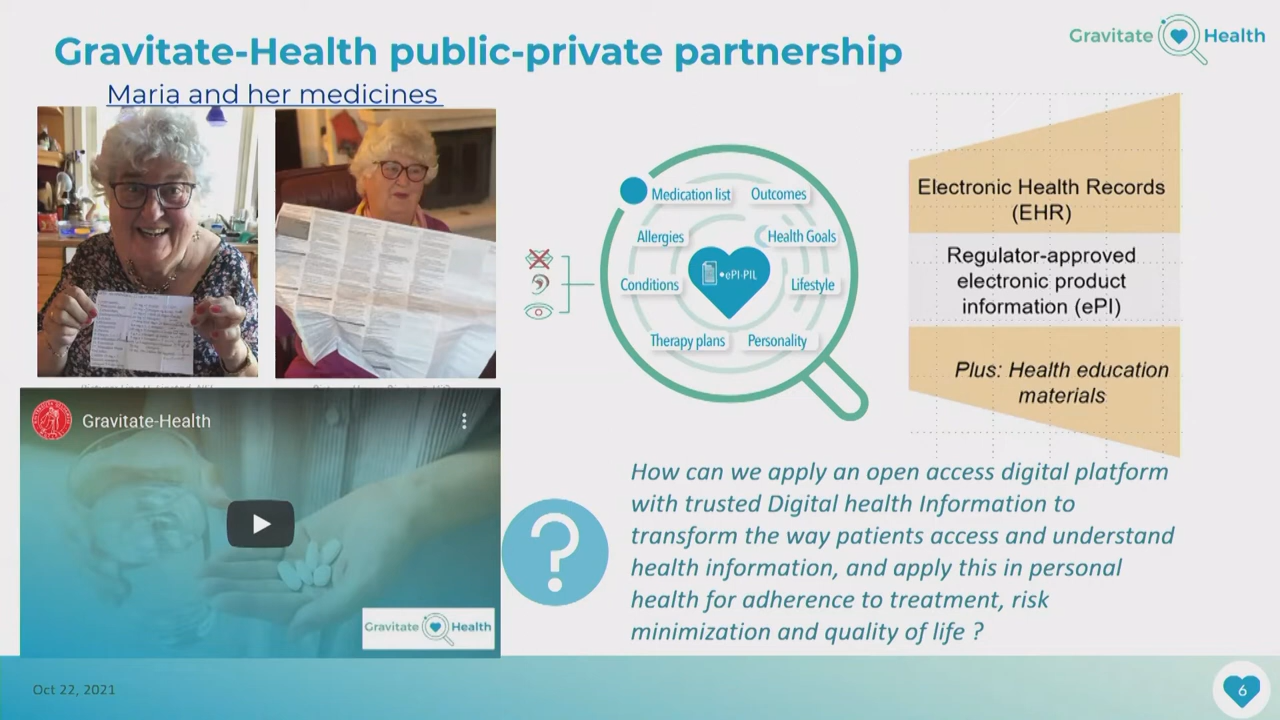 Gravitate-Health public-private partnership
Gravitate Health
Maria and her medicines
Medication list
Outcomes
Allergies
Health Goals
Conditions
ePI-PIL
Lifestyle
Therapy plans
Personality
Electronic Health Records
(EHR)
Regulator-approved
electronic product
information (ePI)
Plus: Health education
materials
Gravitate-Health
Gravitate Health
How can we apply an open access digital platform
with trusted Digital health Information to
transform the way patients access and understand
health information, and apply this in personal
health for adherence to treatment, risk
minimization and quality of life ?
Oct 22, 2021
6